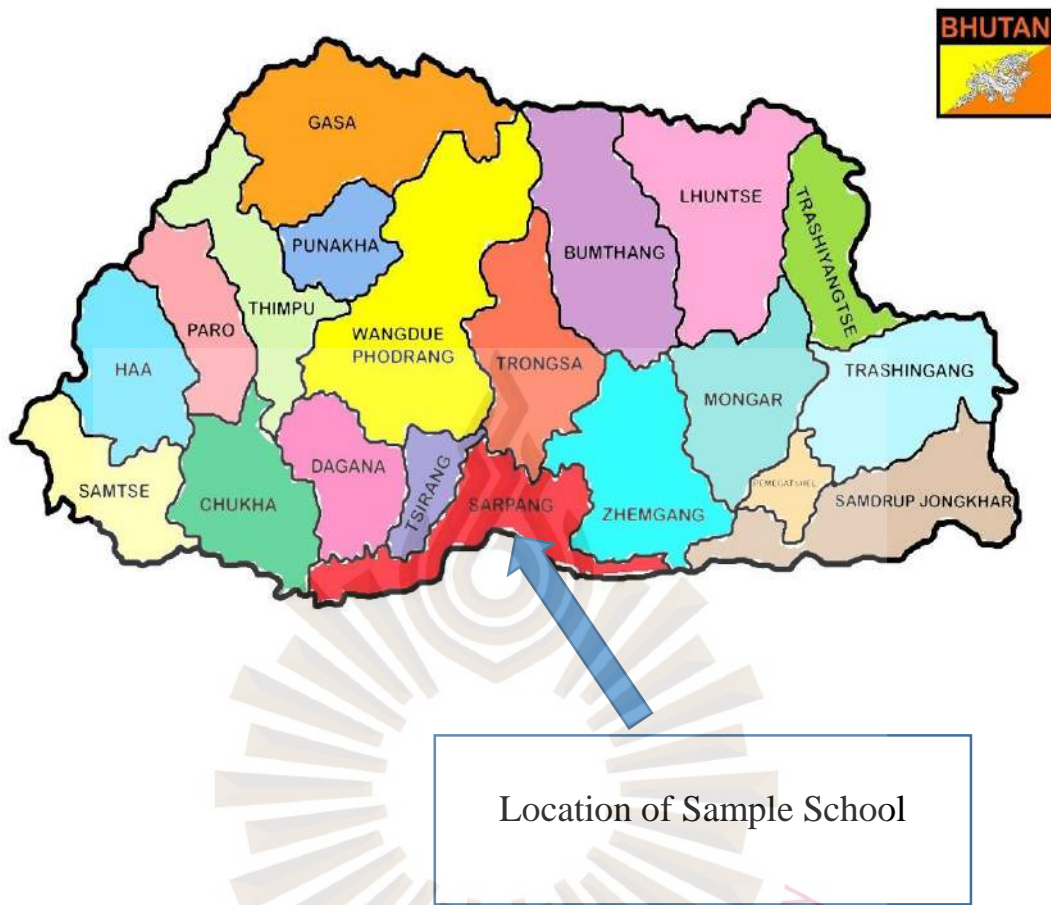 BHUTAN
GASA
LHUNTSE
TRASHIYANGTSE
PUNAKHA
BUMTHANG
THIMPU
PARO
WANGDUE
PHODRANG
TRONGSA
HAA
TRASHINGANG
MONGAR
DAGANA
TSIRANG
SAMTSE
CHUKHA
SARPANG
ZHEMGANG
PEMEGATSHEL
SAMDRUP JONGKHAR
Location of Sample School